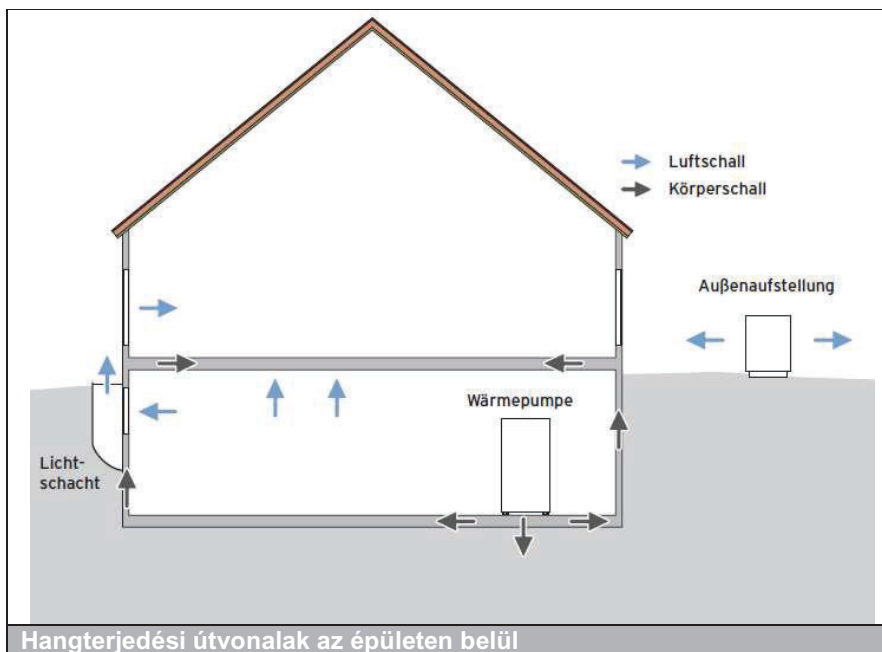 Luftschall
Körperschall
Außenaufstellung
Wärmepumpe
Licht-
schacht
Hangterjedési útvonalak az épületen belül